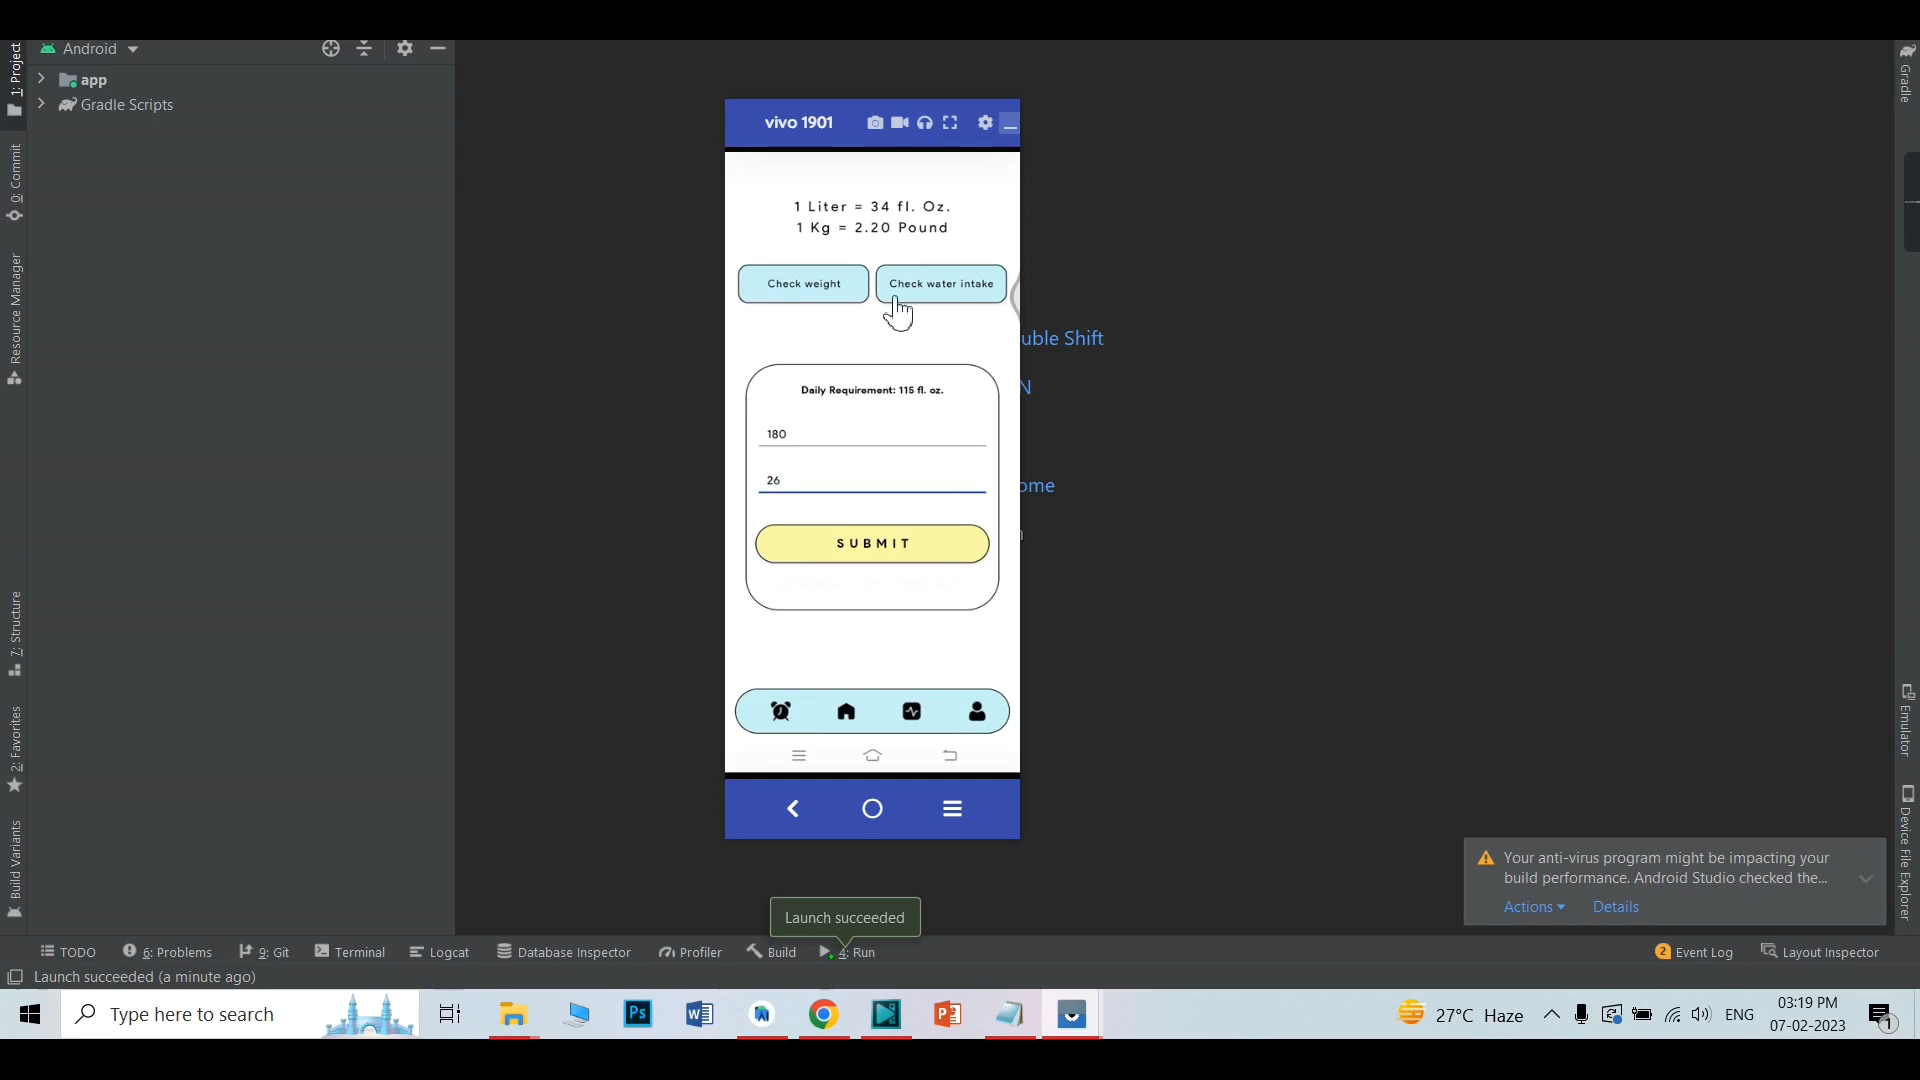 Android
app
Gradle Scripts
1: Project
0: Commit
Resource Manager
7: Structure
2: Favorites
Build Variants
vivo 1901
1 Liter = 34 fl. Oz.
1 Kg = 2.20 Pound
Check weight
Check water intake
uble Shift
N
Daily Requirement: 115 fl. oz.
180
26
ome
SUBMIT
Gradle
Emulator
Device File Explorer
Your anti-virus program might be impacting your
build performance. Android Studio checked the...
Actions Details
Launch succeeded
TODO 6: Problems 9: Git Terminal Logcat Database Inspector Profiler Build 4: Run 2 Event Log Layout Inspector
Launch succeeded (a minute ago)
Type here to search
Ps
W
P
27°C Haze
ENG
03:19 PM
07-02-2023
1